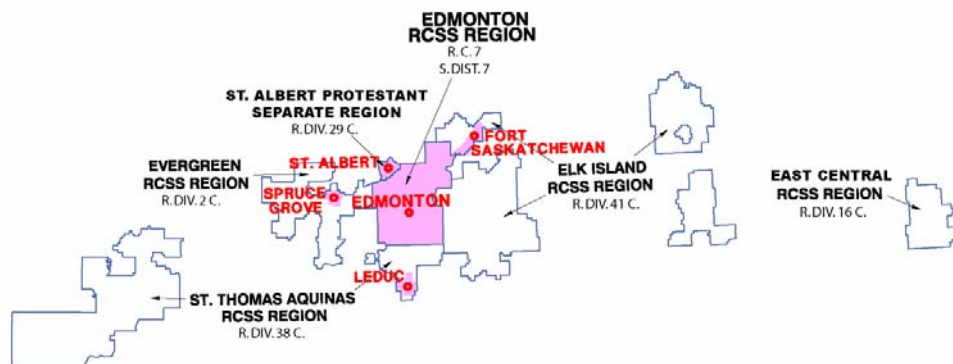 EDMONTON
RCSS REGION
R. C. 7
S.DIST. 7
ST. ALBERT PROTESTANT
SEPARATE REGION
R.DIV. 29 C.
EVERGREEN
RCSS REGION
R.DIV. 2 C.
ST. ALBERT
SPRUCE
GROVE
EDMONTON
FORT
SASKATCHEWAN
ELK ISLAND
RCSS REGION
R.DIV. 41 C.
EAST CENTRAL
RCSS REGION
R.DIV. 16 C.
LEDUC
ST. THOMAS AQUINAS
RCSS REGION
R.DIV. 38 C.